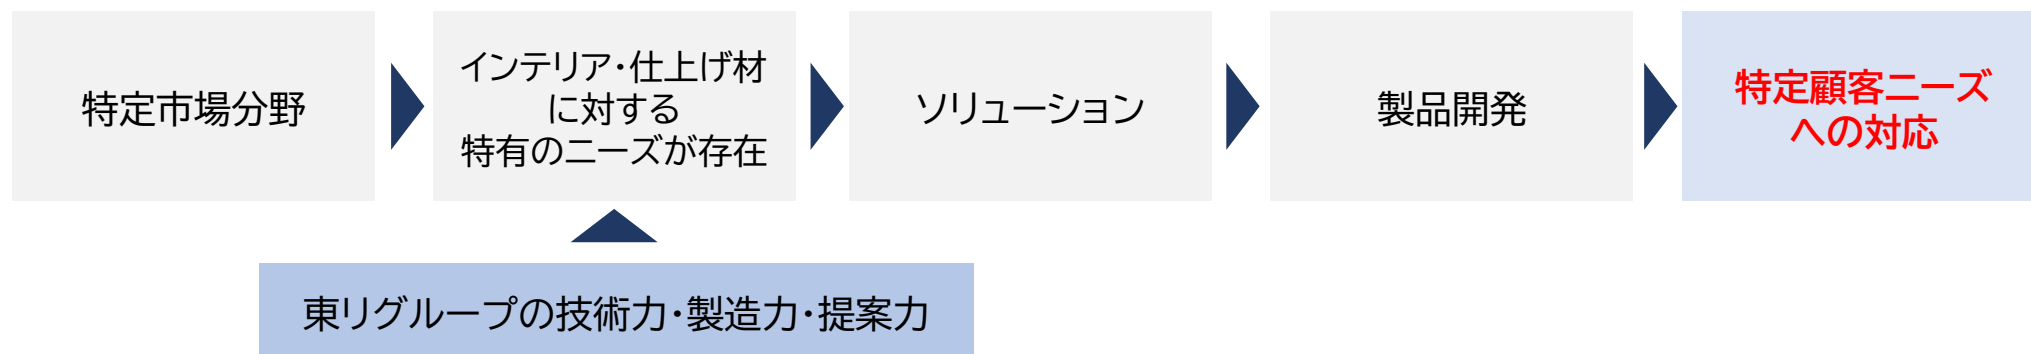 特定市場分野
インテリア・仕上げ材
に対する
特有のニーズが存在
ソリューション
製品開発
特定顧客ニーズ
への対応
東リグループの技術力・製造力・提案力